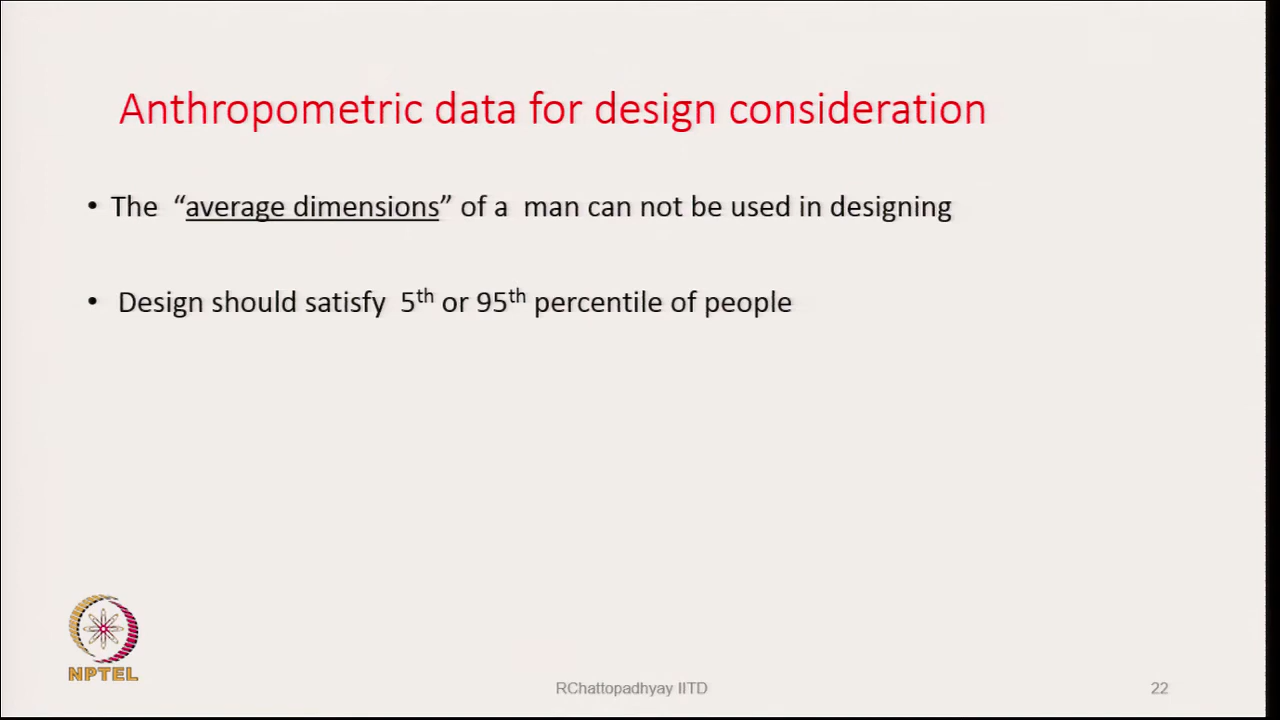 Anthropometric data for design consideration
• The “average dimensions” of a man can not be used in designing
• Design should satisfy 5th or 95th percentile of people
NPTEL
RChattopadhyay IITD
22